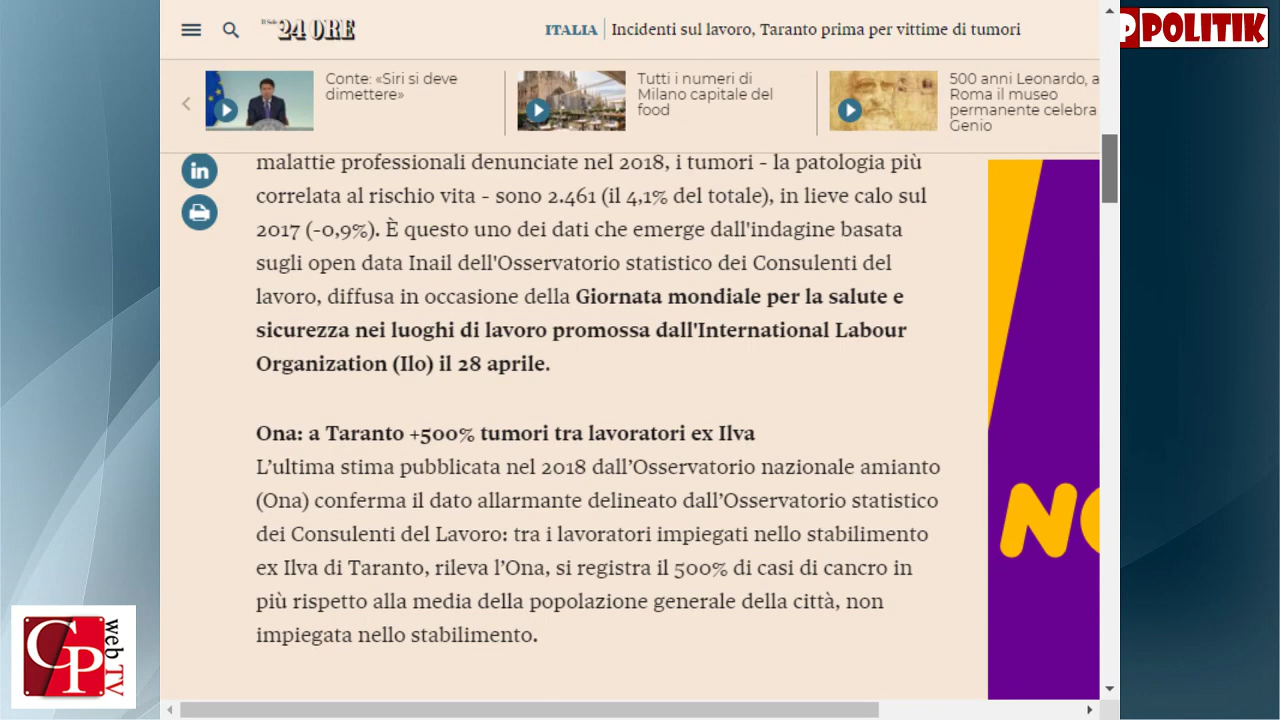 Il Sole
24 ORE
ITALIA Incidenti sul lavoro, Taranto prima per vittime di tumori
POLITIK
Conte: «Siri si deve
dimettere»
Tutti i numeri di
Milano capitale del
food
500 anni Leonardo, a
Roma il museo
permanente celebra
Genio
in
malattie professionali denunciate nel 2018, i tumori - la patologia più
correlata al rischio vita - sono 2.461 (il 4,1% del totale), in lieve calo sul
2017 (-0,9%). È questo uno dei dati che emerge dall'indagine basata
sugli open data Inail dell'Osservatorio statistico dei Consulenti del
lavoro, diffusa in occasione della Giornata mondiale per la salute e
sicurezza nei luoghi di lavoro promossa dall'International Labour
Organization (Ilo) il 28 aprile.
Ona: a Taranto +500% tumori tra lavoratori ex Ilva
L’ultima stima pubblicata nel 2018 dall’Osservatorio nazionale amianto
(Ona) conferma il dato allarmante delineato dall’Osservatorio statistico
dei Consulenti del Lavoro: tra i lavoratori impiegati nello stabilimento
ex Ilva di Taranto, rileva l’Ona, si registra il 500% di casi di cancro in
più rispetto alla media della popolazione generale della città, non
impiegata nello stabilimento.
NO
CP
web TV